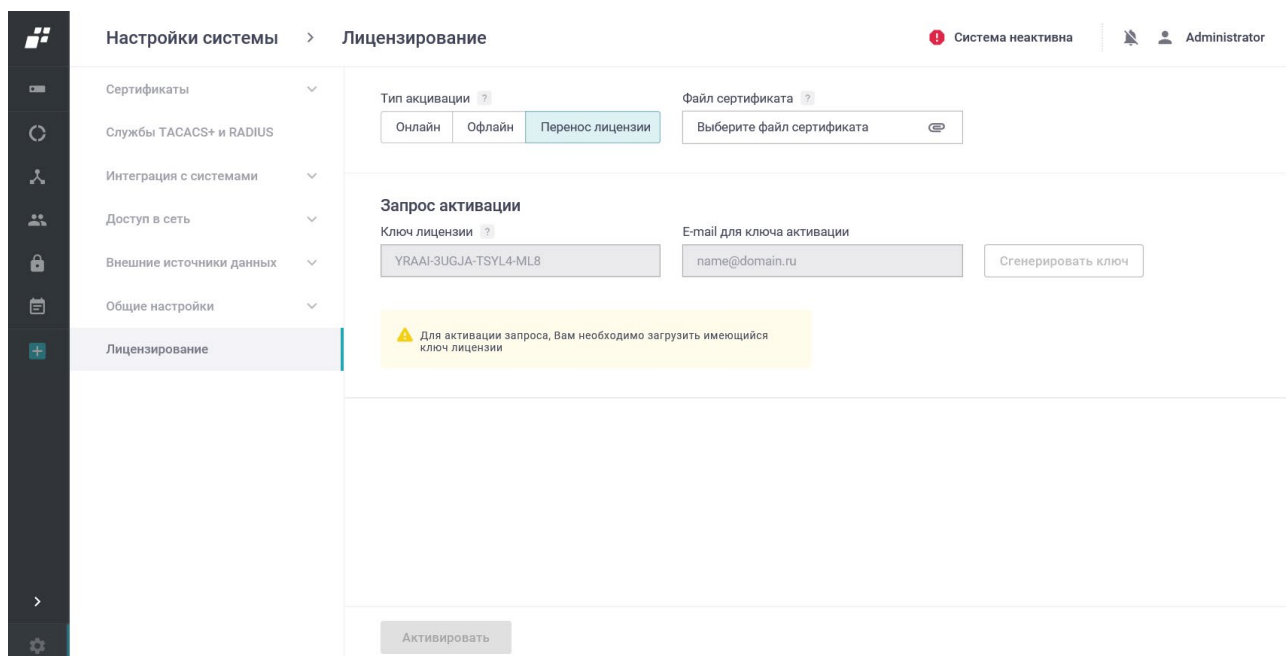 Настройки системы > Лицензирование
Система неактивна
Administrator
Сертификаты
Службы TACACS+ и RADIUS
Интеграция с системами
Доступ в сеть
Внешние источники данных
Общие настройки
Лицензирование
Тип акцивации ?
Файл сертификата ?
Онлайн
Офлайн
Перенос лицензии
Выберите файл сертификата
Запрос активации
Ключ лицензии ?
E-mail для ключа активации
YRAAI-3UGJA-TSYL4-ML8
name@domain.ru
Сгенерировать ключ
Для активации запроса, Вам необходимо загрузить имеющийся
ключ лицензии
Активировать